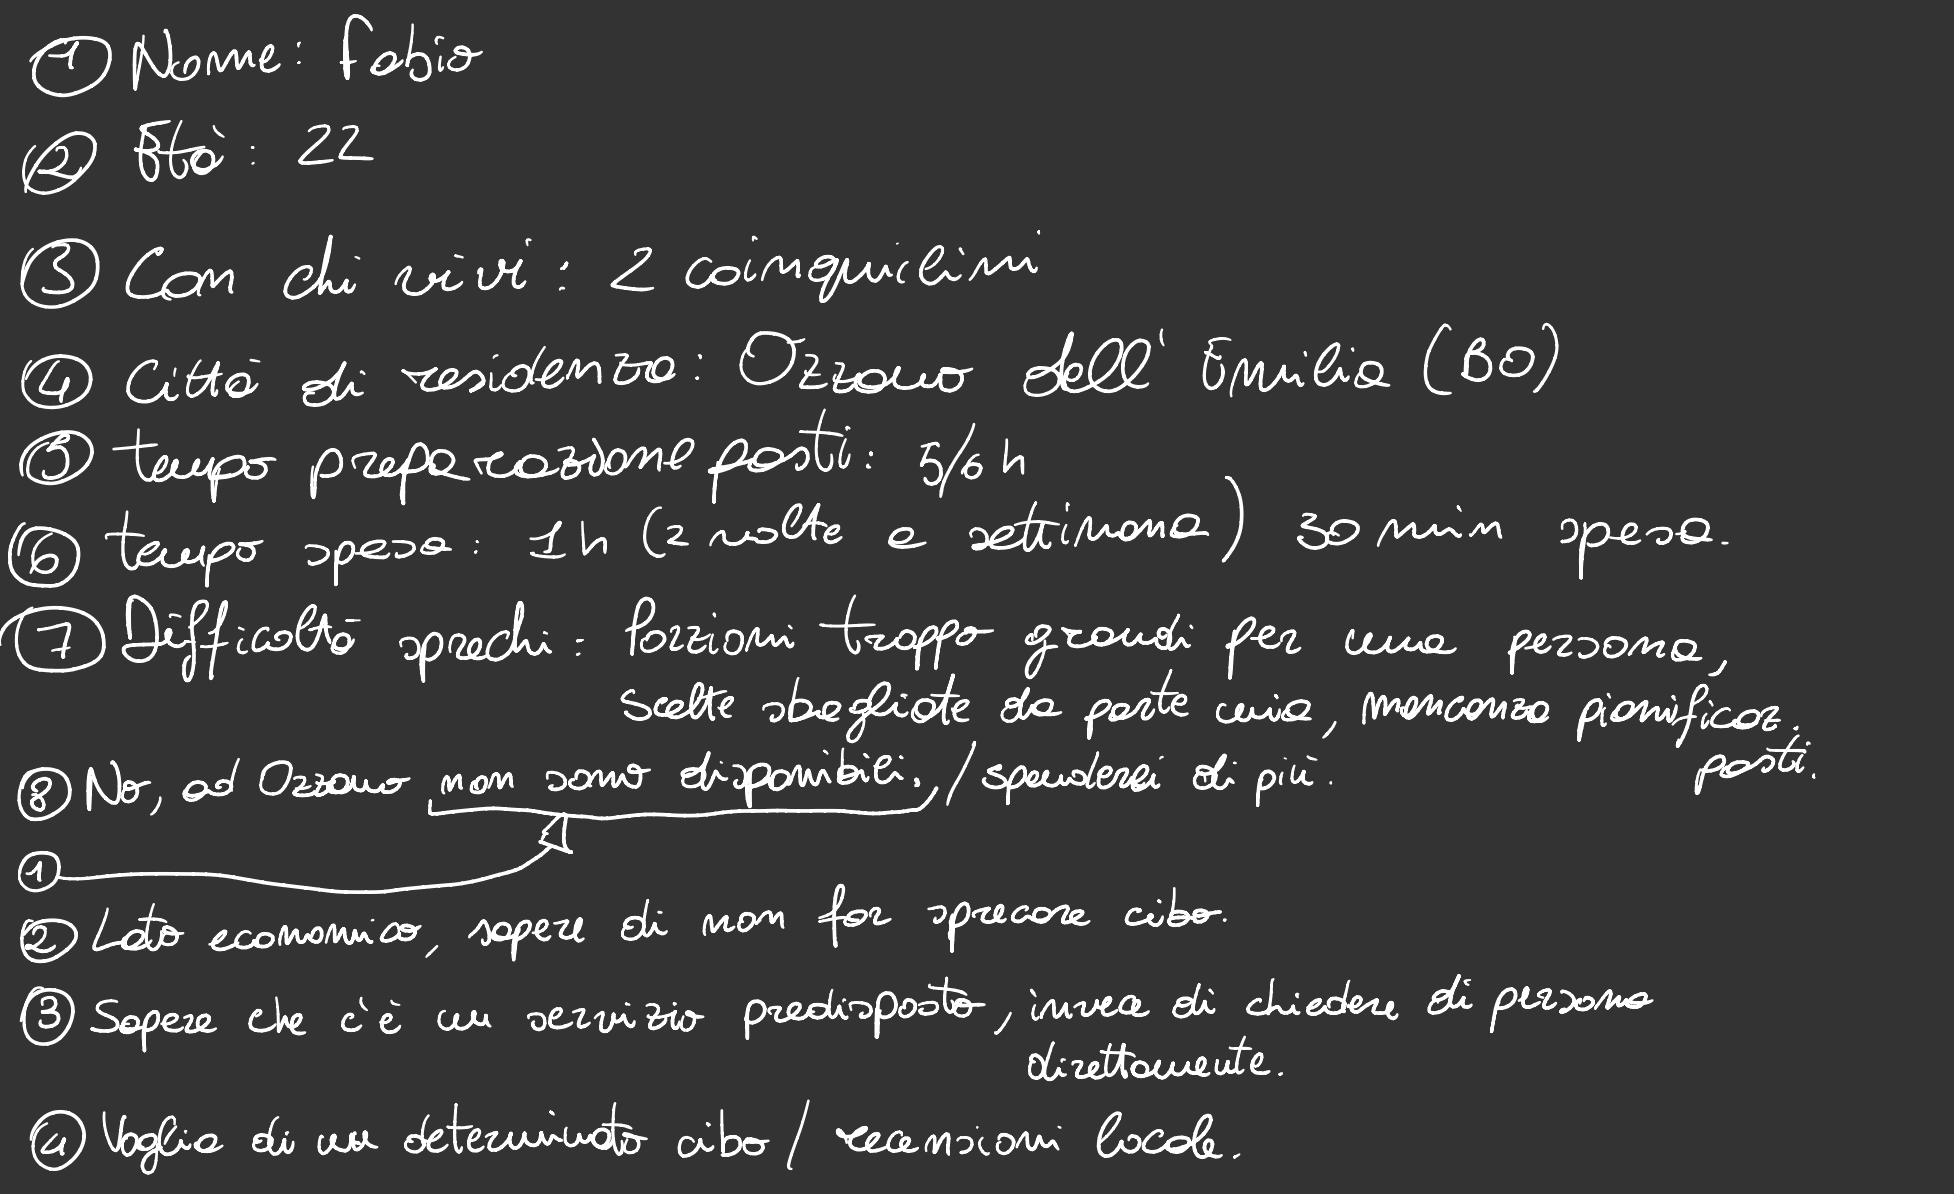 ① Nome: Fabio
② Età: 22
③ Con chi vivi: 2 coinquilini
④ Città di residenza: Ozzano dell'Emilia (BO)
⑤ tempo preparazione pasti: 5/6 h
⑥ tempo spesa: 1h (2 volte a settimana) 30 min spesa.
⑦ Difficoltà sprechi: Porzioni troppo grandi per una persona,
Scelte sbagliate da parte mia, mancanza pianificaz.
pasti.
⑧ No, ad Ozzano non sono disponibili, / spenderei di più.
①
② Lato economico, sapere di non far sprecare cibo.
③ Sapere che c'è un servizio predisposto, invece di chiedere di persona
direttamente.
④ Voglia di un determinato cibo / recensioni locale.